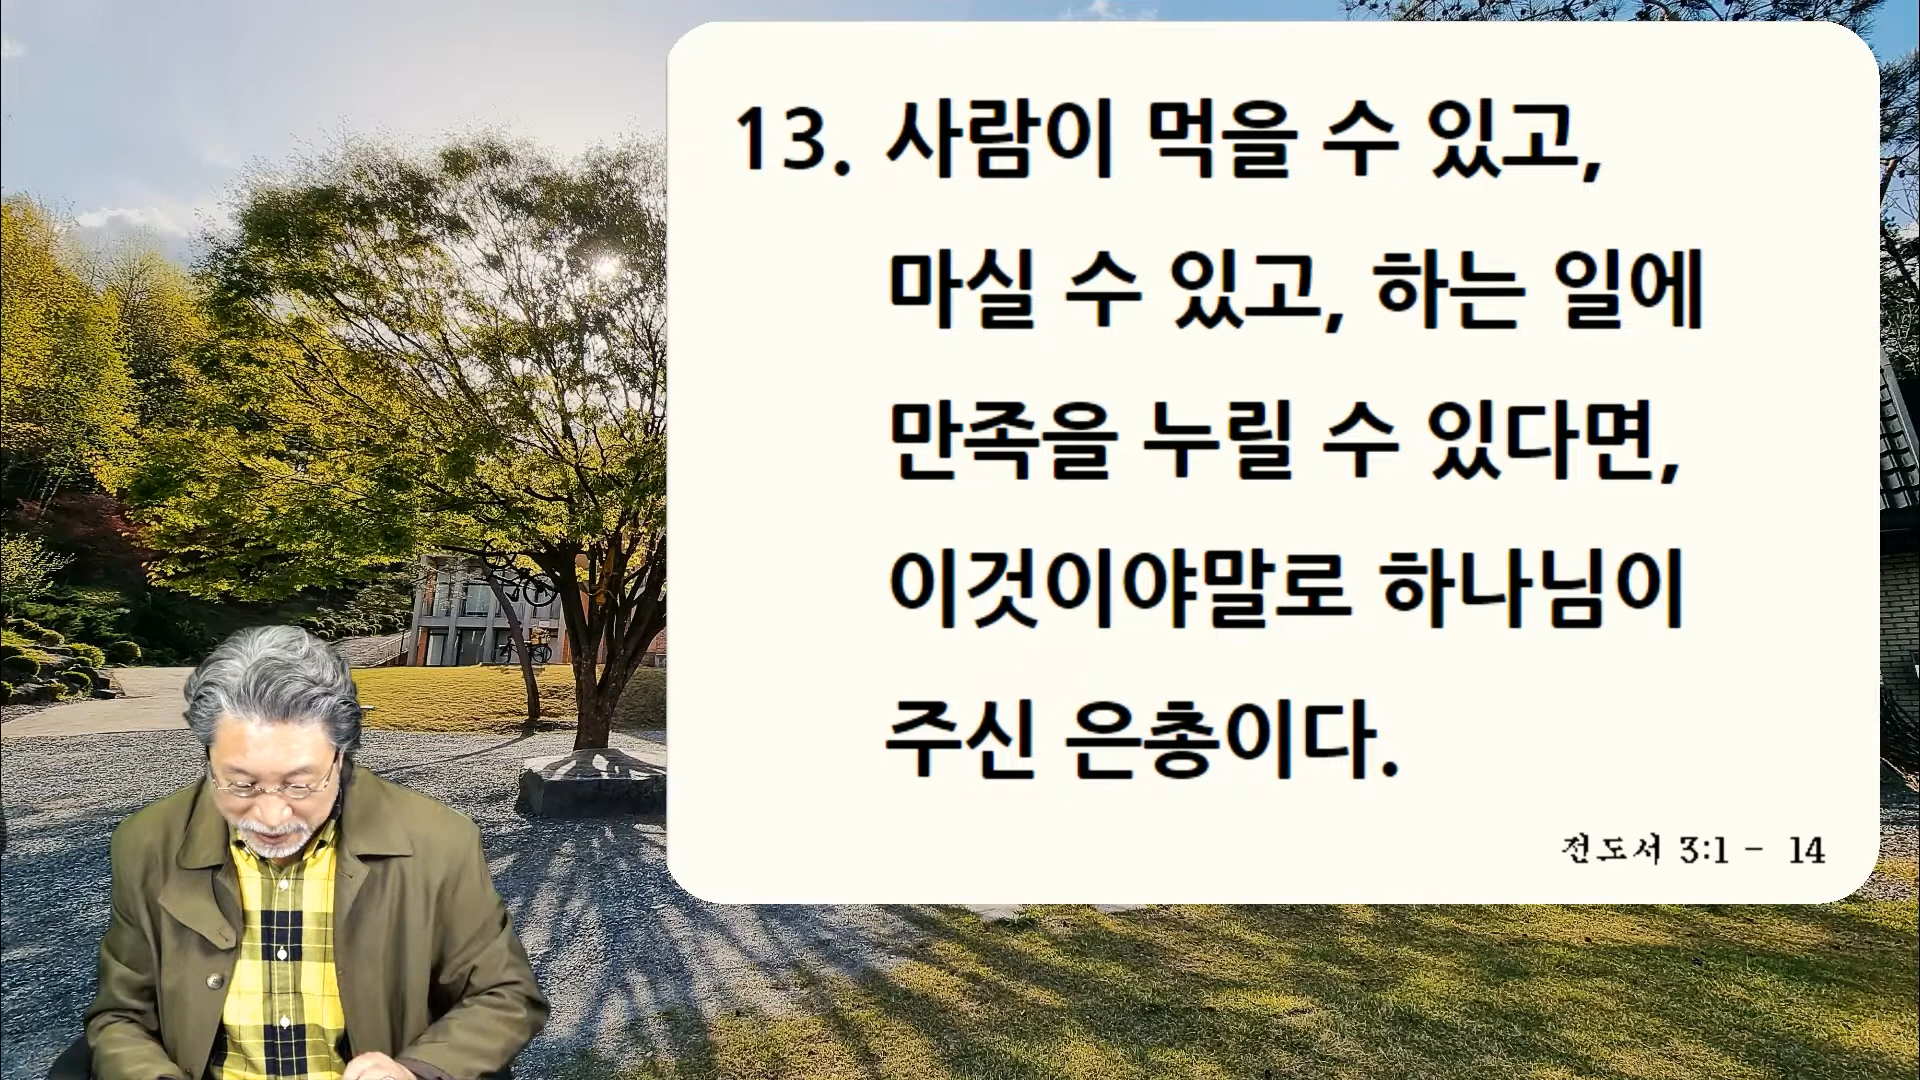 13. 사람이 먹을 수 있고,
마실 수 있고, 하는 일에
만족을 누릴 수 있다면,
이것이야말로 하나님이
주신 은총이다.
전도서 3:1 - 14